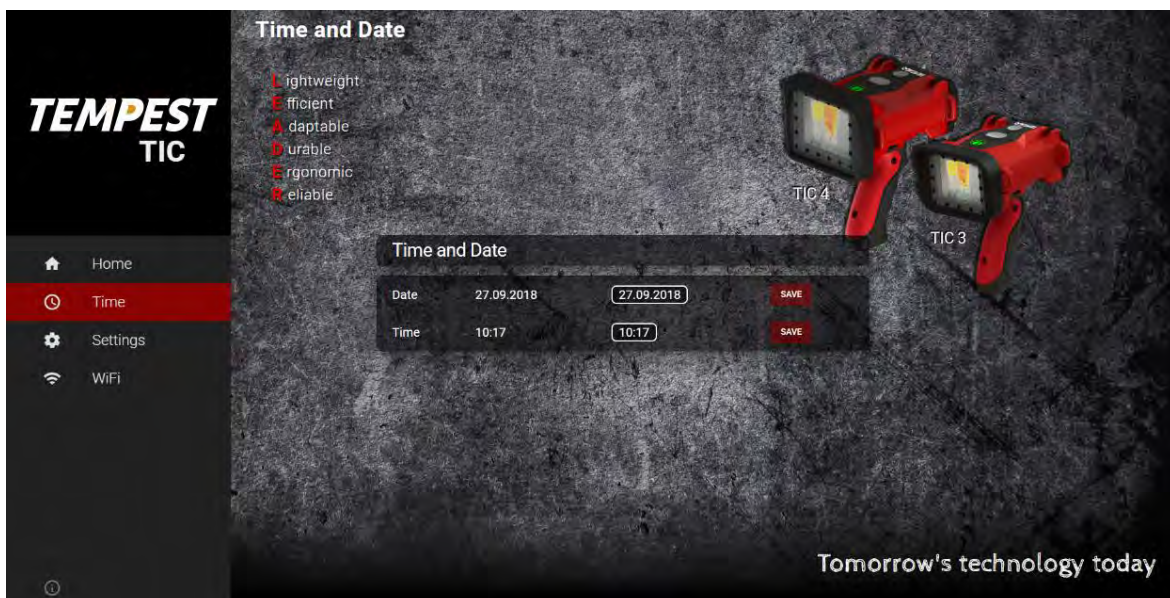 Time and Date
Lightweight
Efficient
Adaptable
Durable
Ergonomic
Reliable
TEMPEST
TIC
TIC 4
TIC 3
Home
Time
Settings
WiFi
Time and Date
Date 27.09.2018 27.09.2018 SAVE
Time 10:17 10:17 SAVE
Tomorrow's technology today